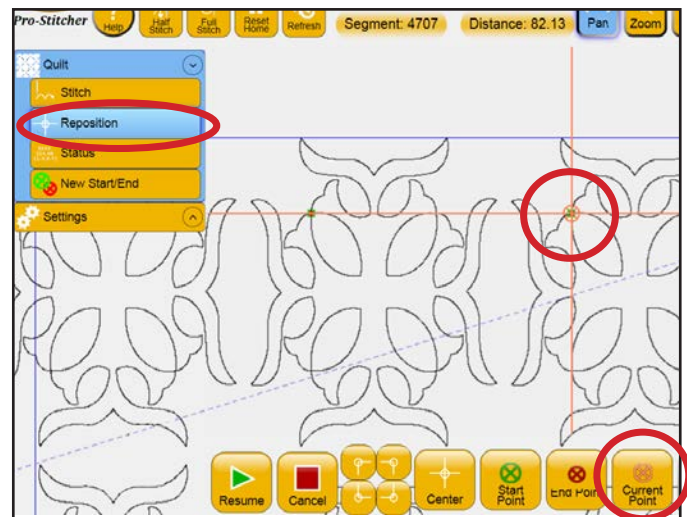 Pro-Stitcher Help Half Stitch Full Stitch Reset Home Refresh Segment: 4707 Distance: 82.13 Pan Zoom
Quilt
Stitch
Reposition
Status
New Start/End
Settings
Resume Cancel Center Start Point End Point Current Point